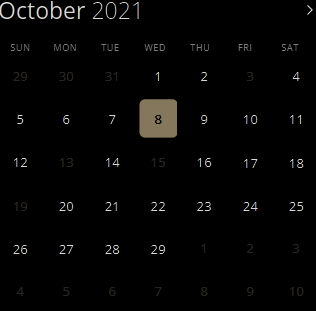 October 2021
SUN MON TUE WED THU FRI SAT
29 30 31 1 2 3 4
5 6 7 8 9 10 11
12 13 14 15 16 17 18
19 20 21 22 23 24 25
26 27 28 29 1 2 3
4 5 6 7 8 9 10